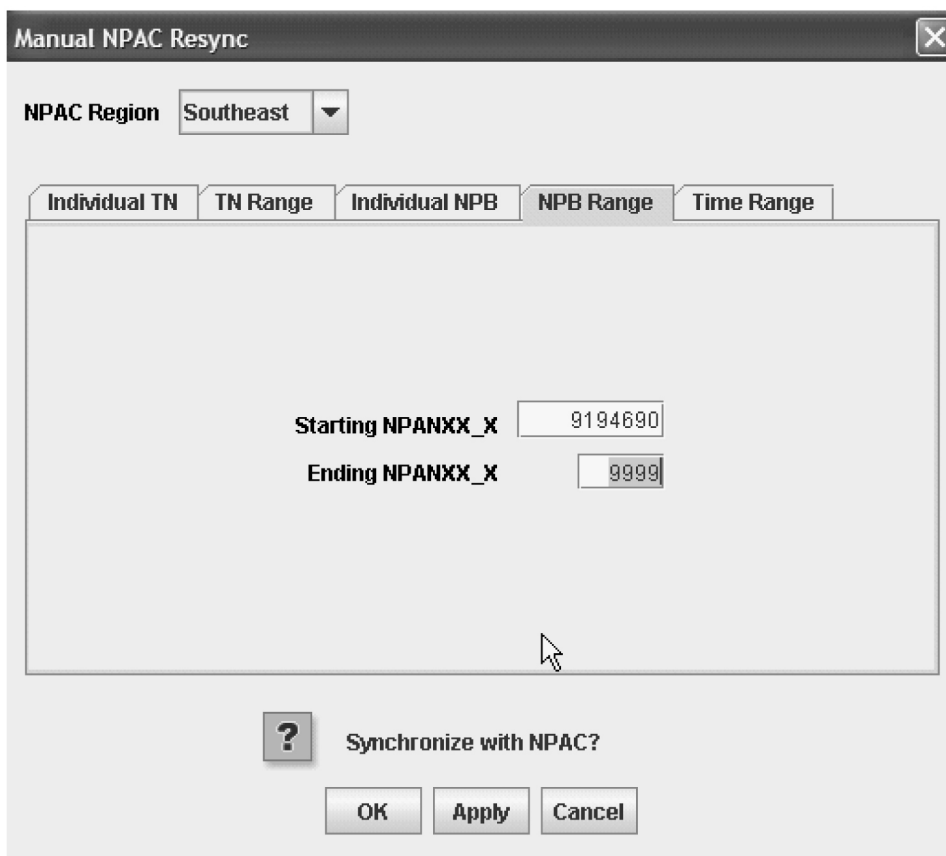 Manual NPAC Resync
NPAC Region Southeast
Individual TN TN Range Individual NPB NPB Range Time Range
Starting NPANXX_X 9194690
Ending NPANXX_X 9999
? Synchronize with NPAC?
OK Apply Cancel